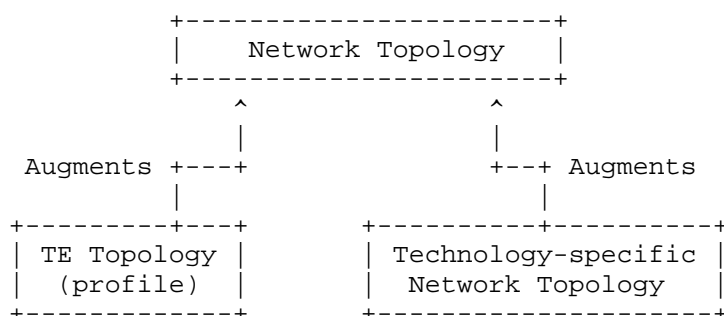 Network Topology
Augments Augments
TE Topology Technology-specific
(profile) Network Topology